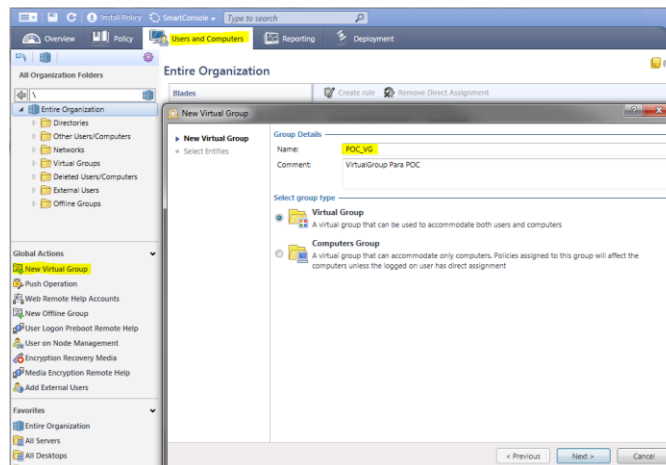 Install Policy
SmartConsole
Type to search
Overview
Policy
Users and Computers
Reporting
Deployment
All Organization Folders
\
Entire Organization
Directories
Other Users/Computers
Networks
Virtual Groups
Deleted Users/Computers
External Users
Offline Groups
Global Actions
New Virtual Group
Push Operation
Web Remote Help Accounts
New Offline Group
User Logon Preboot Remote Help
User on Node Management
Encryption Recovery Media
Media Encryption Remote Help
Add External Users
Favorites
Entire Organization
All Servers
All Desktops
Entire Organization
Blades
Create rule
Remove Direct Assignment
New Virtual Group
New Virtual Group
Select Entities
Group Details
Name:
POC_VG
Comment:
VirtualGroup Para POC
Select group type
Virtual Group
A virtual group that can be used to accommodate both users and computers
Computers Group
A virtual group that can accommodate only computers. Policies assigned to this group will affect the
computers unless the logged on user has direct assignment
< Previous
Next >
Cancel